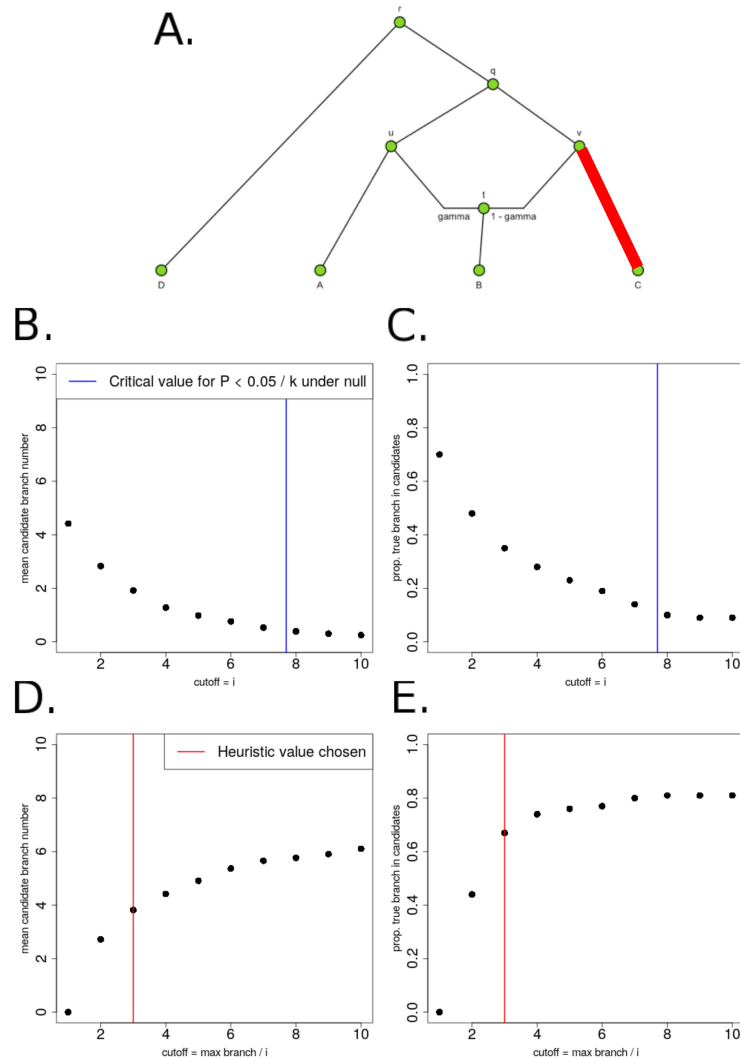 A.
r
q
u
v
t
gamma
1 - gamma
D
A
B
C
B.
C.
10
8
6
4
2
0
mean candidate branch number
Critical value for P < 0.05 / k under null
2
4
6
8
10
cutoff = i
1.0
0.8
0.6
0.4
0.2
0.0
prop. true branch in candidates
2
4
6
8
10
cutoff = i
D.
E.
10
8
6
4
2
0
mean candidate branch number
Heuristic value chosen
2
4
6
8
10
cutoff = max branch / i
1.0
0.8
0.6
0.4
0.2
0.0
prop. true branch in candidates
2
4
6
8
10
cutoff = max branch / i